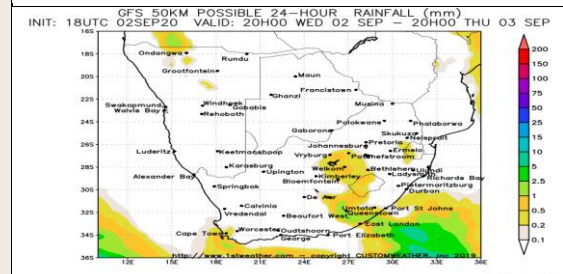 GFS 50KM POSSIBLE 24-HOUR RAINFALL (mm)
INIT: 18UTC 02SEP20 VALID: 20H00 WED 02 SEP - 20H00 THU 03 SEP
16S
18S
20S
22S
24S
26S
28S
30S
32S
34S
36S
Ondangwa
Rundu
Grootfontein
Maun
Francistown
Ghanzi
Swakopmund
Walvis Bay
Windhoek
Gobabis
Rehoboth
Musina
Polokwane
Phalaborwa
Skukuza
Nelspruit
Gaborone
Pretoria
Johannesburg
Ermelo
Luderitz
Keetmanshoop
Vryburg
Potchefstroom
Karasburg
Upington
Welkom
Bethlehem
Ulundi
Alexander Bay
Kimberley
Ladysmith
Richards Bay
Bloemfontein
Springbok
Pietermaritzburg
Durban
De Aar
Calvinia
Umtata
Port St Johns
Vredendal
Beaufort West
Queenstown
East London
Cape Town
Worcester
Oudtshoorn
George
Port Elizabeth
http://www.1stweather.com - copyright CUSTOMWEATHER, inc 2019
12E 15E 18E 21E 24E 27E 30E 33E 36E
200
150
100
75
50
25
15
10
5
2.5
1
0.5
0.2
0.1